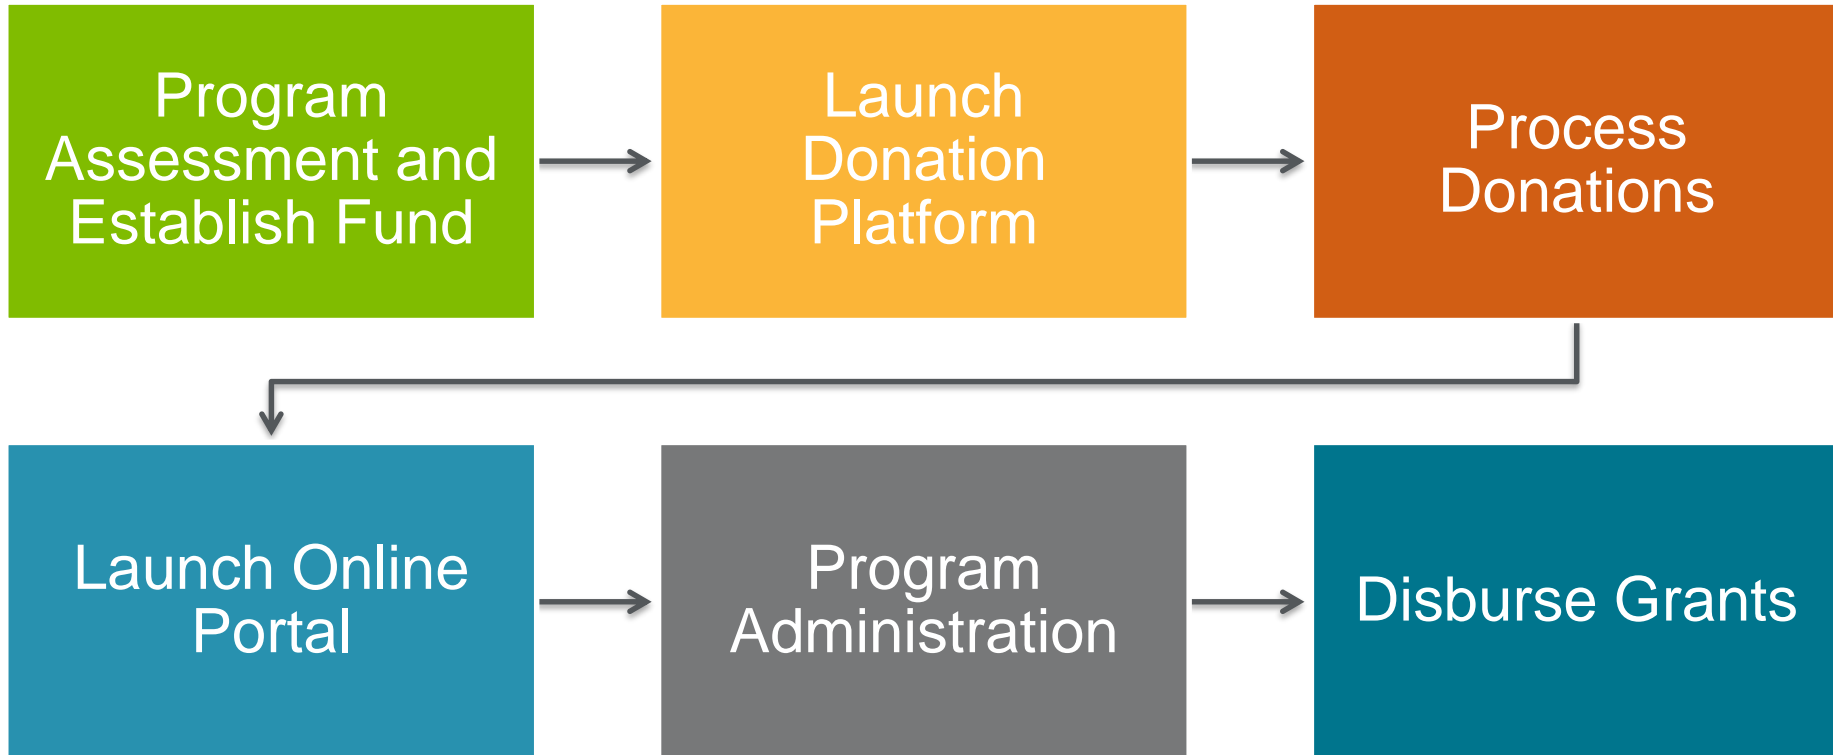 Program
Assessment and
Establish Fund
Launch
Donation
Platform
Process
Donations
Launch Online
Portal
Program
Administration
Disburse Grants